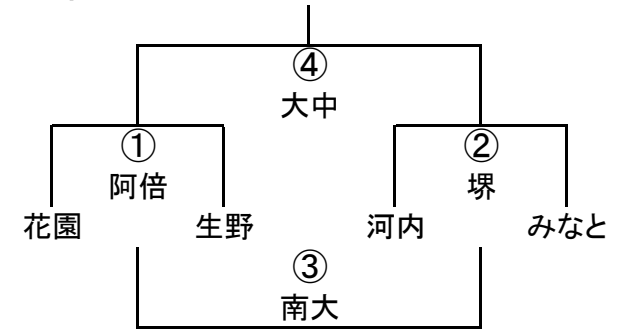 ④
大中
① ②
阿倍 堺
花園 生野 河内 みなと
③
南大